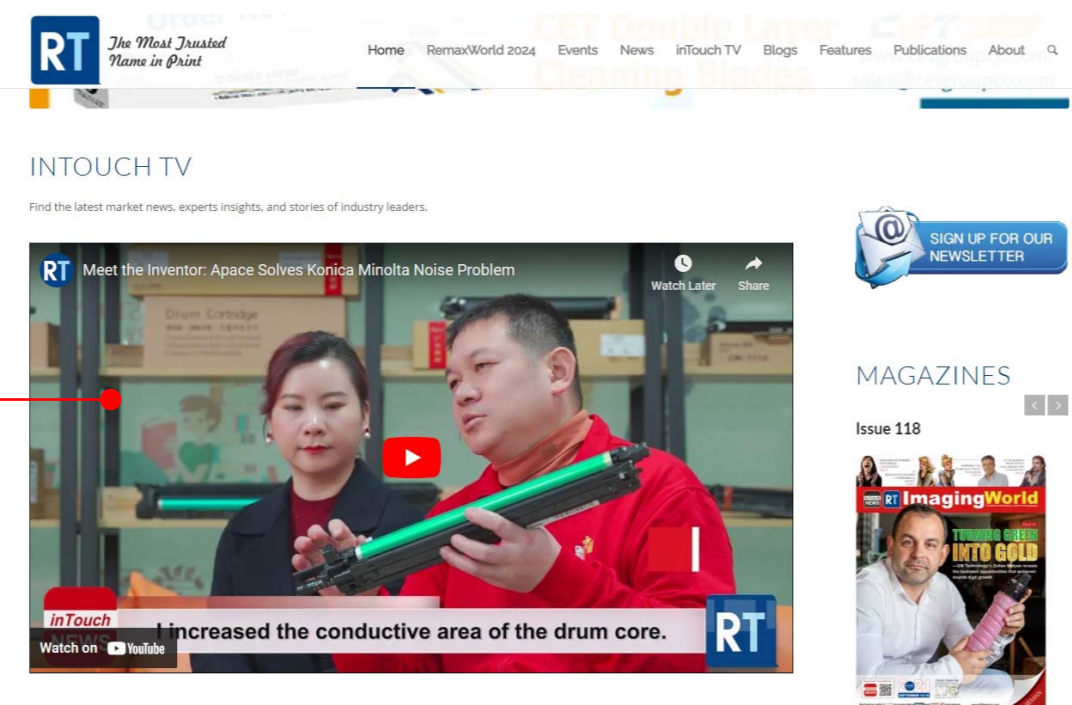 RT
The Most Trusted
Name in Print
Home RemaxWorld 2024 Events News inTouch TV Blogs Features Publications About
CET Double Layer
Cleaning Blades
INTOUCH TV
Find the latest market news, experts insights, and stories of industry leaders.
SIGN UP FOR OUR
NEWSLETTER
RT Meet the Inventor: Apace Solves Konica Minolta Noise Problem
Watch Later Share
Drum Cartridge
inTouch
NEWS
I increased the conductive area of the drum core.
RT
Watch on YouTube
MAGAZINES
Issue 118
RT ImagingWorld
TURNING GREEN
INTO GOLD